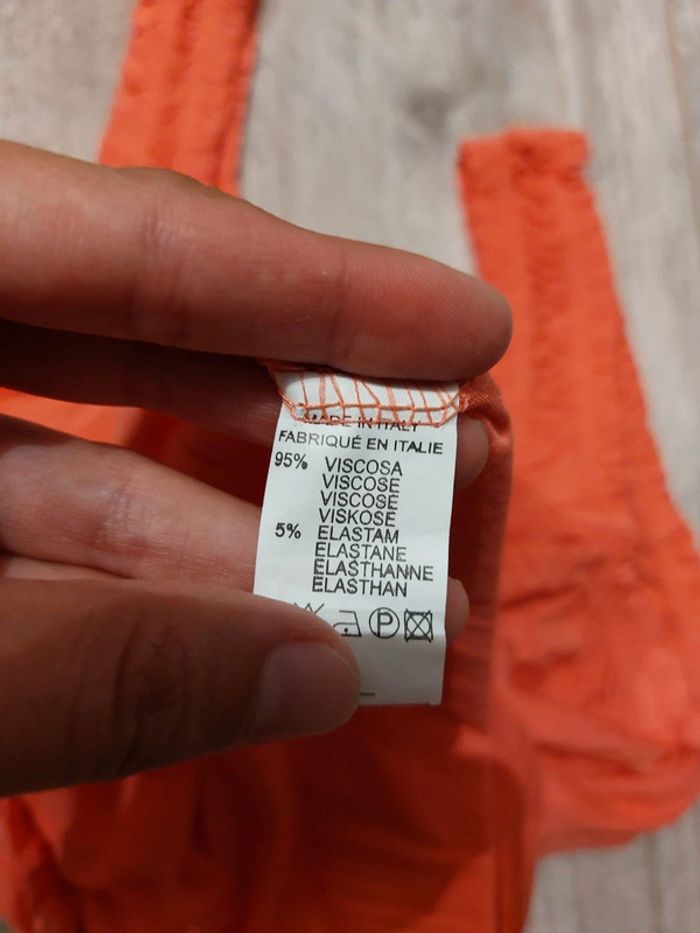 MADE IN ITALY
FABRIQUÉ EN ITALIE
95% VISCOSA
VISCOSE
VISCOSE
VISKOSE
5% ELASTAM
ELASTANE
ELASTHANNE
ELASTHAN
P